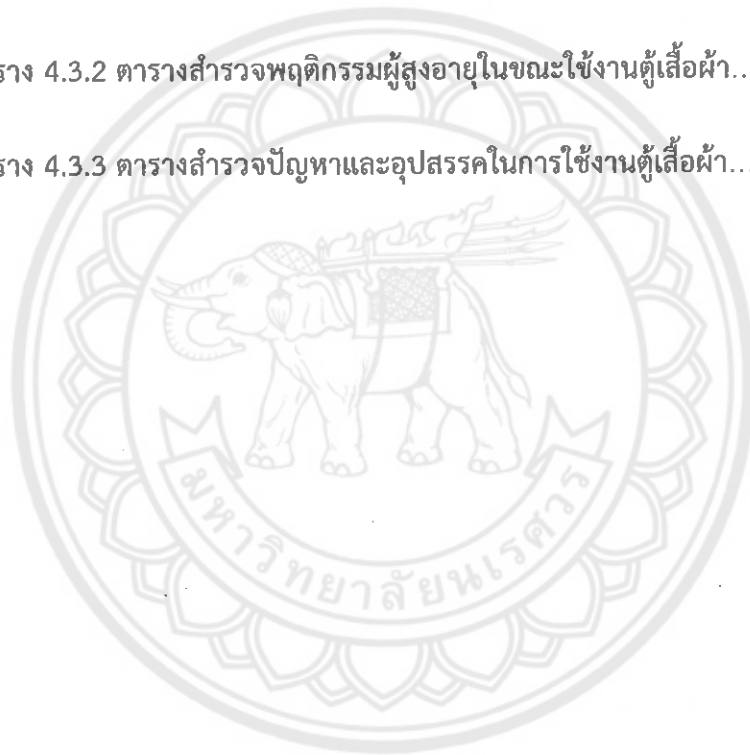 ราง 4.3.2 ตารางสำรวจพฤติกรรมผู้สูงอายุในขณะใช้งานตู้เสื้อผ้า...
ราง 4.3.3 ตารางสำรวจปัญหาและอุปสรรคในการใช้งานตู้เสื้อผ้า...
มหาวิทยาลัยนเรศวร